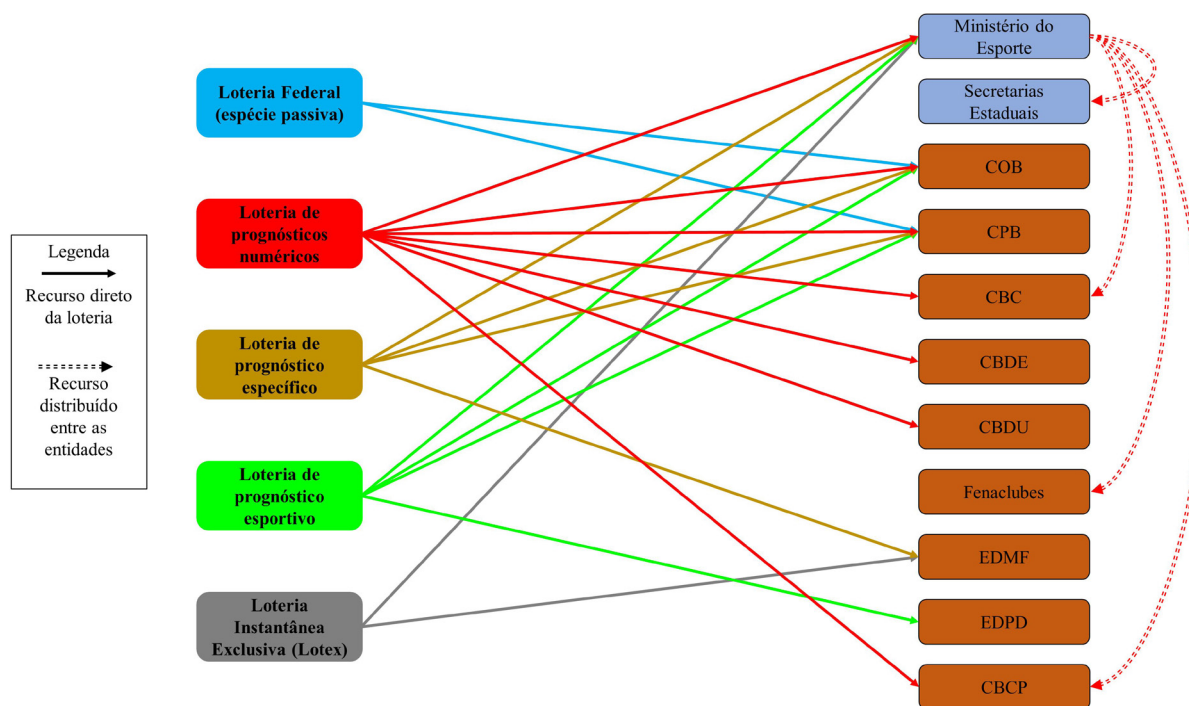 Legenda
Recurso direto
da loteria
Recurso
distribuído
entre as
entidades
Loteria Federal
(espécie passiva)
Loteria de
prognósticos
numéricos
Loteria de
prognóstico
específico
Loteria de
prognóstico
esportivo
Loteria
Instantânea
Exclusiva (Lotex)
Ministério do
Esporte
Secretarias
Estaduais
COB
CPB
CBC
CBDE
CBDU
Fenaclubes
EDMF
EDPD
CBCP